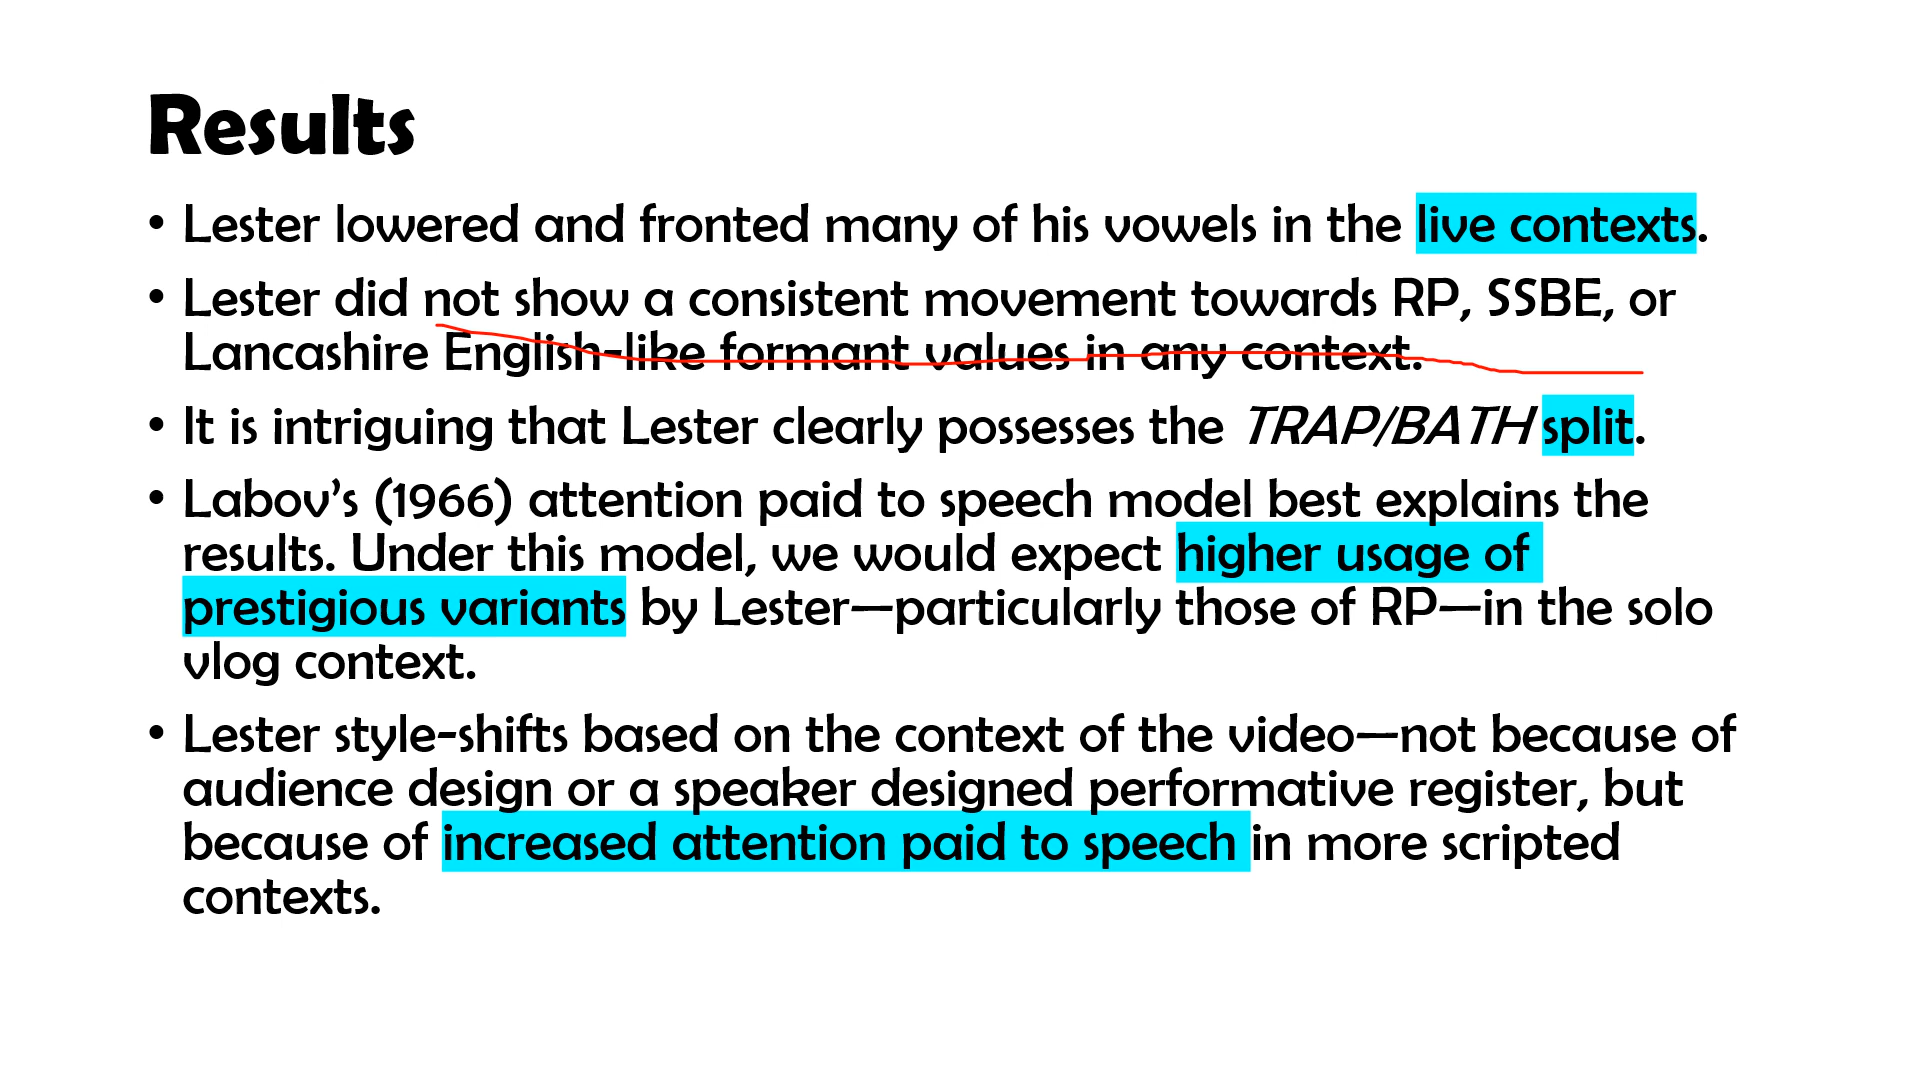 Results
• Lester lowered and fronted many of his vowels in the live contexts.
• Lester did not show a consistent movement towards RP, SSBE, or
Lancashire English-like formant values in any context.
• It is intriguing that Lester clearly possesses the TRAP/BATH split.
• Labov’s (1966) attention paid to speech model best explains the
results. Under this model, we would expect higher usage of
prestigious variants by Lester—particularly those of RP—in the solo
vlog context.
• Lester style-shifts based on the context of the video—not because of
audience design or a speaker designed performative register, but
because of increased attention paid to speech in more scripted
contexts.